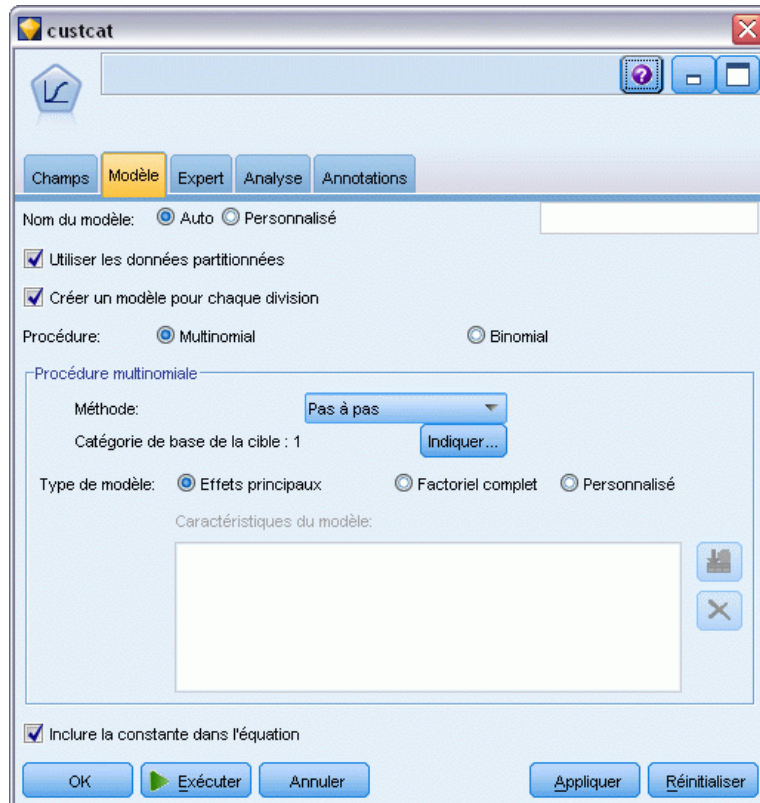 custcat
Champs Modèle Expert Analyse Annotations
Nom du modèle: Auto Personnalisé
Utiliser les données partitionnées
Créer un modèle pour chaque division
Procédure: Multinomial Binomial
Procédure multinomiale
Méthode: Pas à pas
Catégorie de base de la cible : 1 Indiquer...
Type de modèle: Effets principaux Factoriel complet Personnalisé
Caractéristiques du modèle:
Inclure la constante dans l'équation
OK Exécuter Annuler Appliquer Réinitialiser